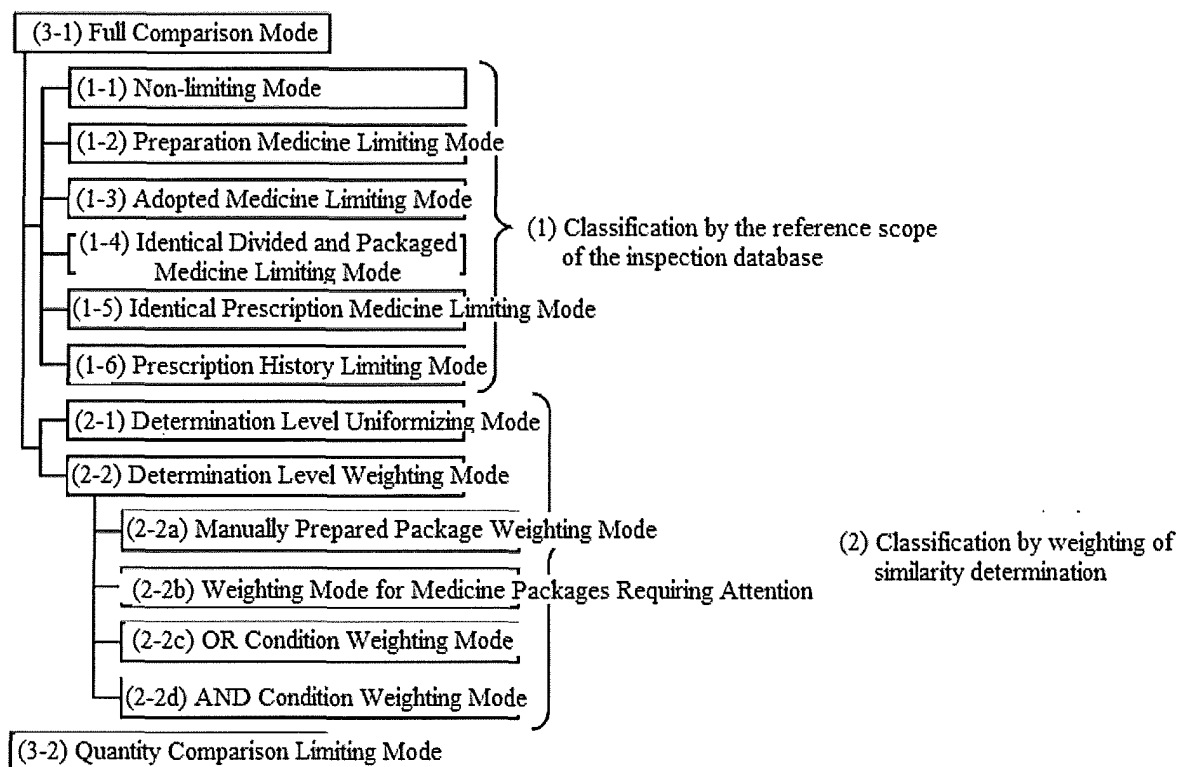 (3-1) Full Comparison Mode
(1-1) Non-limiting Mode
(1-2) Preparation Medicine Limiting Mode
(1-3) Adopted Medicine Limiting Mode
(1-4) Identical Divided and Packaged
Medicine Limiting Mode
(1-5) Identical Prescription Medicine Limiting Mode
(1-6) Prescription History Limiting Mode
(1) Classification by the reference scope
of the inspection database
(2-1) Determination Level Uniformizing Mode
(2-2) Determination Level Weighting Mode
(2-2a) Manually Prepared Package Weighting Mode
(2-2b) Weighting Mode for Medicine Packages Requiring Attention
(2-2c) OR Condition Weighting Mode
(2-2d) AND Condition Weighting Mode
(2) Classification by weighting of
similarity determination
(3-2) Quantity Comparison Limiting Mode